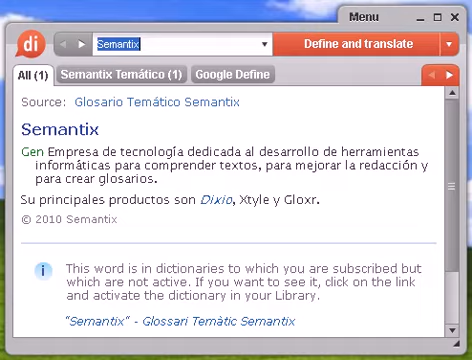 Menu
di
Semantix
Define and translate
All (1)
Semantix Temático (1)
Google Define
Source: Glosario Temático Semantix
Semantix
Gen Empresa de tecnología dedicada al desarrollo de herramientas
informáticas para comprender textos, para mejorar la redacción y
para crear glosarios.
Su principales productos son Dixio, Xtyle y Gloxr.
© 2010 Semantix
i
This word is in dictionaries to which you are subscribed but
which are not active. If you want to see it, click on the link
and activate the dictionary in your Library.
"Semantix" - Glossari Temàtic Semantix